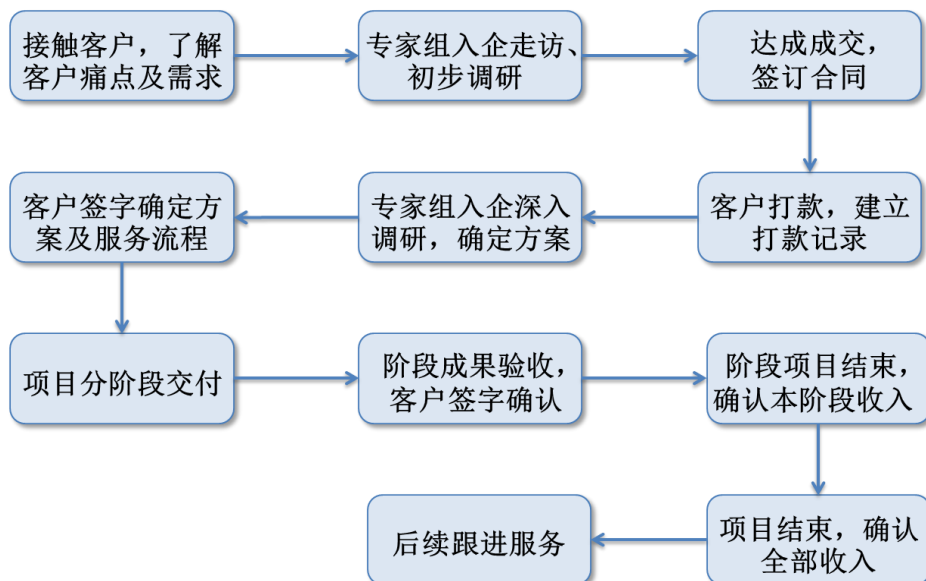 接触客户，了解
客户痛点及需求
专家组入企走访、
初步调研
达成成交，
签订合同
客户打款，建立
打款记录
专家组入企深入
调研，确定方案
客户签字确定方
案及服务流程
项目分阶段交付
阶段成果验收，
客户签字确认
阶段项目结束，
确认本阶段收入
项目结束，确认
全部收入
后续跟进服务